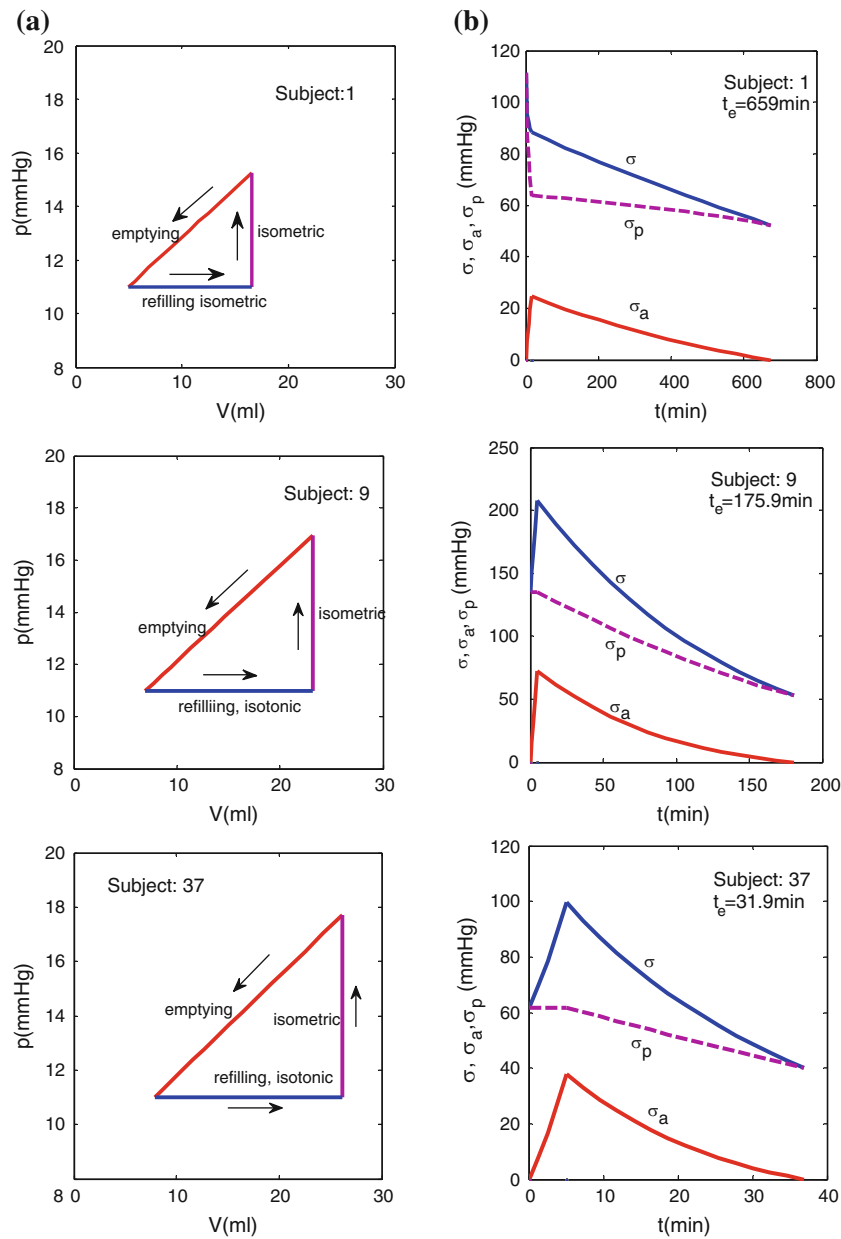 (a)
20
18
16
14
12
10
8
p(mmHg)
Subject:1
emptying
isometric
refilling isometric
0 10 20 30
V(ml)
(b)
120
100
80
60
40
20
0
σ, σa, σp (mmHg)
Subject: 1
te=659min
σ
σp
σa
0 200 400 600 800
t(min)
20
18
16
14
12
10
8
p(mmHg)
Subject: 9
emptying
isometric
refilliing, isotonic
0 10 20 30
V(ml)
250
200
150
100
50
0
σ, σa, σp (mmHg)
Subject: 9
te=175.9min
σ
σp
σa
0 50 100 150 200
t(min)
20
18
16
14
12
10
8
p(mmHg)
Subject: 37
emptying
isometric
refilling, isotonic
0 10 20 30
V(ml)
120
100
80
60
40
20
0
σ, σa,σp (mmHg)
Subject: 37
te=31.9min
σ
σp
σa
0 10 20 30 40
t(min)